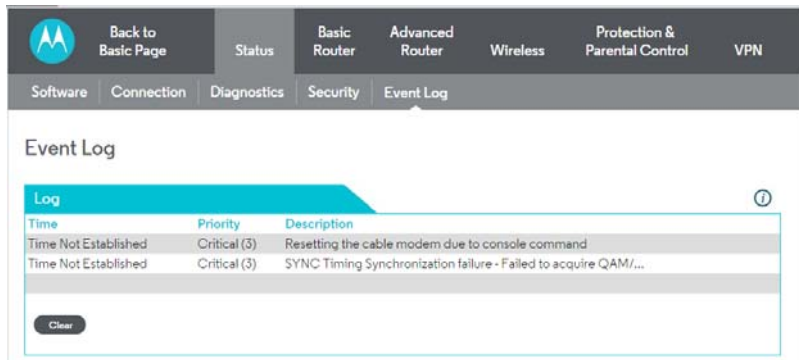 Back to
Basic Page
Status
Basic
Router
Advanced
Router
Wireless
Protection &
Parental Control
VPN
Software Connection Diagnostics Security Event Log
Event Log
Log
Time Priority Description
Time Not Established Critical (3) Resetting the cable modem due to console command
Time Not Established Critical (3) SYNC Timing Synchronization failure - Failed to acquire QAM/...
Clear